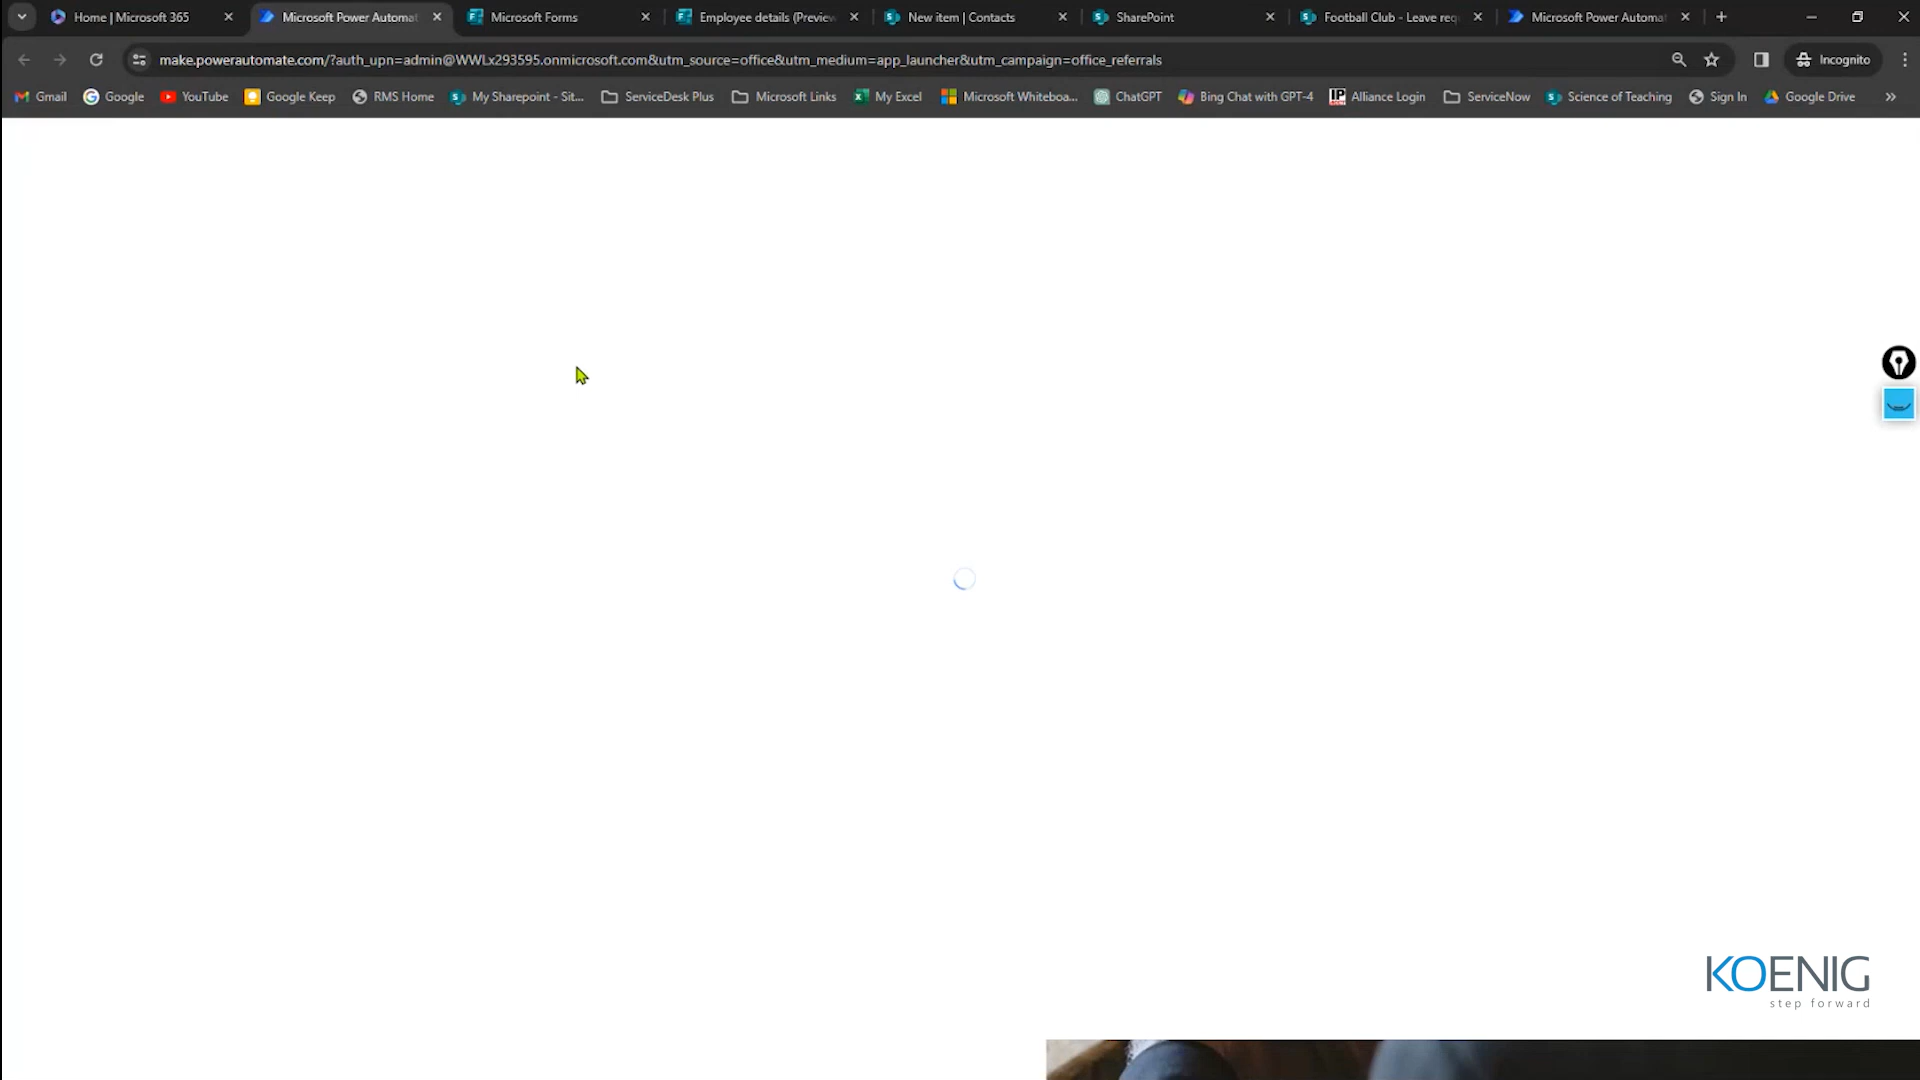 Home | Microsoft 365
Microsoft Power Automat
Microsoft Forms
Employee details (Preview
New item | Contacts
SharePoint
Football Club - Leave req
Microsoft Power Automat
make.powerautomate.com/?auth_upn=admin@WWLx293595.onmicrosoft.com&utm_source=office&utm_medium=app_launcher&utm_campaign=office_referrals
Incognito
Gmail
Google
YouTube
Google Keep
RMS Home
My Sharepoint - Sit...
ServiceDesk Plus
Microsoft Links
My Excel
Microsoft Whiteboa...
ChatGPT
Bing Chat with GPT-4
Alliance Login
ServiceNow
Science of Teaching
Sign In
Google Drive
KOENIG
step forward